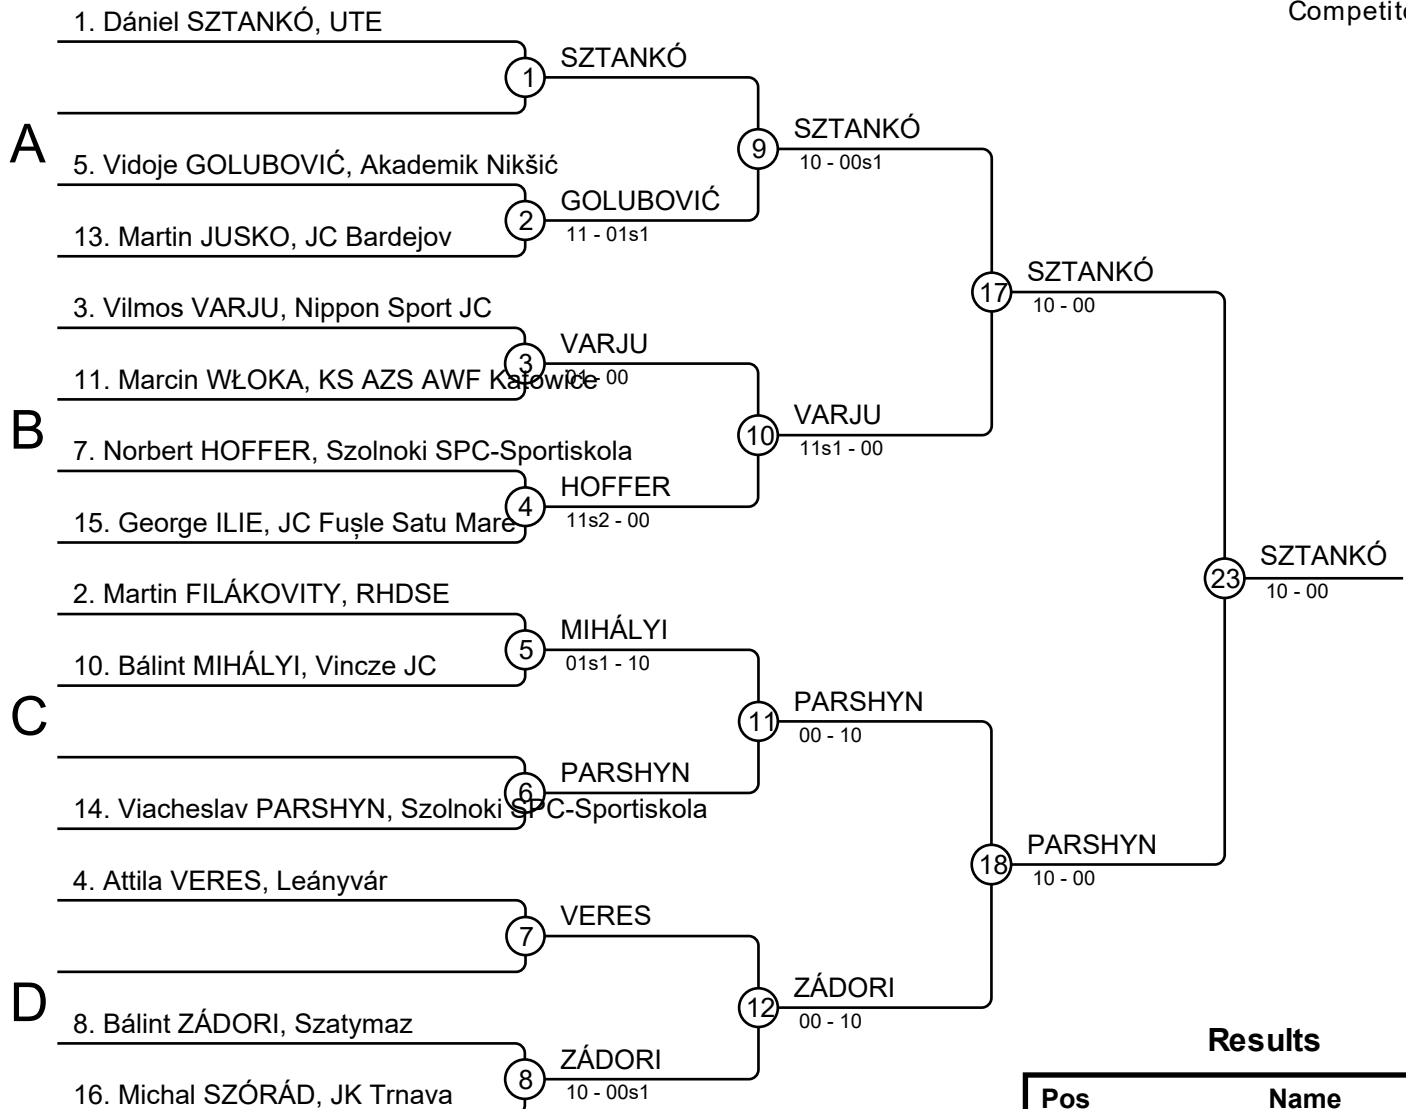 Competit
1. Dániel SZTANKÓ, UTE
1
SZTANKÓ
A
9
SZTANKÓ
10 - 00s1
5. Vidoje GOLUBOVIĆ, Akademik Nikšić
2
GOLUBOVIĆ
11 - 01s1
13. Martin JUSKO, JC Bardejov
17
SZTANKÓ
10 - 00
3. Vilmos VARJU, Nippon Sport JC
3
VARJU
01 - 00
11. Marcin WŁOKA, KS AZS AWF Katowice
B
10
VARJU
11s1 - 00
7. Norbert HOFFER, Szolnoki SPC-Sportiskola
4
HOFFER
11s2 - 00
15. George ILIE, JC Fușle Satu Mare
23
SZTANKÓ
10 - 00
2. Martin FILÁKOVITY, RHDSE
5
MIHÁLYI
01s1 - 10
10. Bálint MIHÁLYI, Vincze JC
C
11
PARSHYN
00 - 10
6
PARSHYN
14. Viacheslav PARSHYN, Szolnoki SPC-Sportiskola
18
PARSHYN
10 - 00
4. Attila VERES, Leányvár
7
VERES
D
12
ZÁDORI
00 - 10
8. Bálint ZÁDORI, Szatymaz
8
ZÁDORI
10 - 00s1
16. Michal SZÓRÁD, JK Trnava
Results
Pos Name